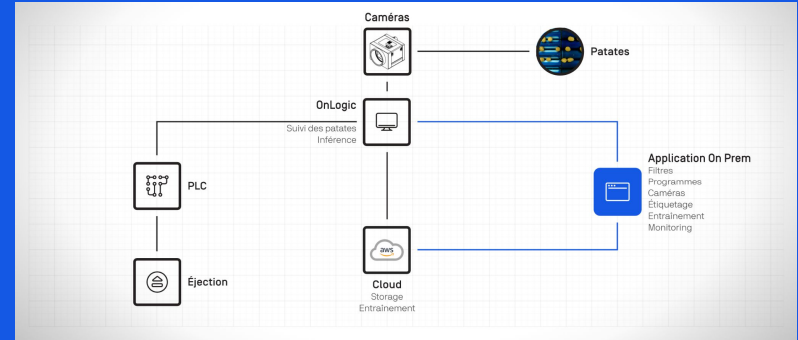 Caméras
Patates
OnLogic
Suivi des patates
Inférence
Application On Prem
Filtres
Programmes
Caméras
Étiquetage
Entraînement
Monitoring
PLC
aws
Éjection
Cloud
Storage
Entraînement